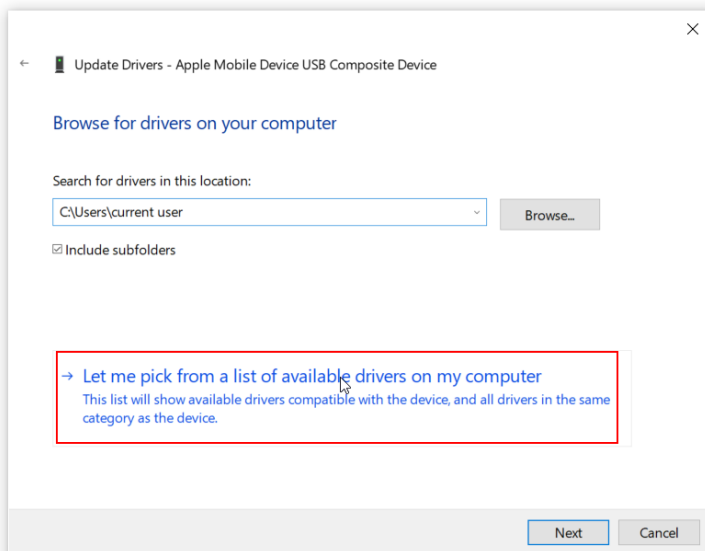 Update Drivers - Apple Mobile Device USB Composite Device
Browse for drivers on your computer
Search for drivers in this location:
C:\Users\current user
Browse...
Include subfolders
Let me pick from a list of available drivers on my computer
This list will show available drivers compatible with the device, and all drivers in the same
category as the device.
Next
Cancel